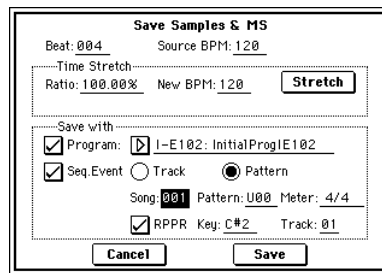 Save Samples & MS
Beat: 004 Source BPM: 120
Time Stretch
Ratio: 100.00% New BPM: 120 Stretch
Save with
Program: I-E102: InitialProgIE102
Seq.Event Track Pattern
Song: 001 Pattern: U00 Meter: 4/4
RPPR Key: C#2 Track: 01
Cancel Save